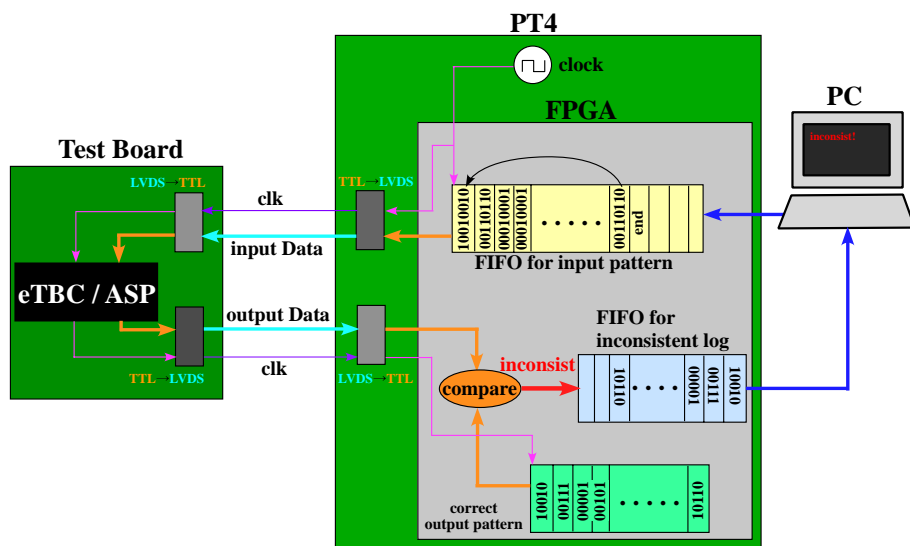 PT4
clock
FPGA
PC
inconsist!
Test Board
LVDS→TTL
TTL→LVDS
clk
input Data
10010010
00110110
00010001
00010001
.....
00110110
end
FIFO for input pattern
eTBC / ASP
output Data
clk
TTL→LVDS
LVDS→TTL
FIFO for
inconsistent log
inconsist
compare
10110
....
00001
00111
10010
correct
output pattern
10010
00111
00001
00101
.....
10110